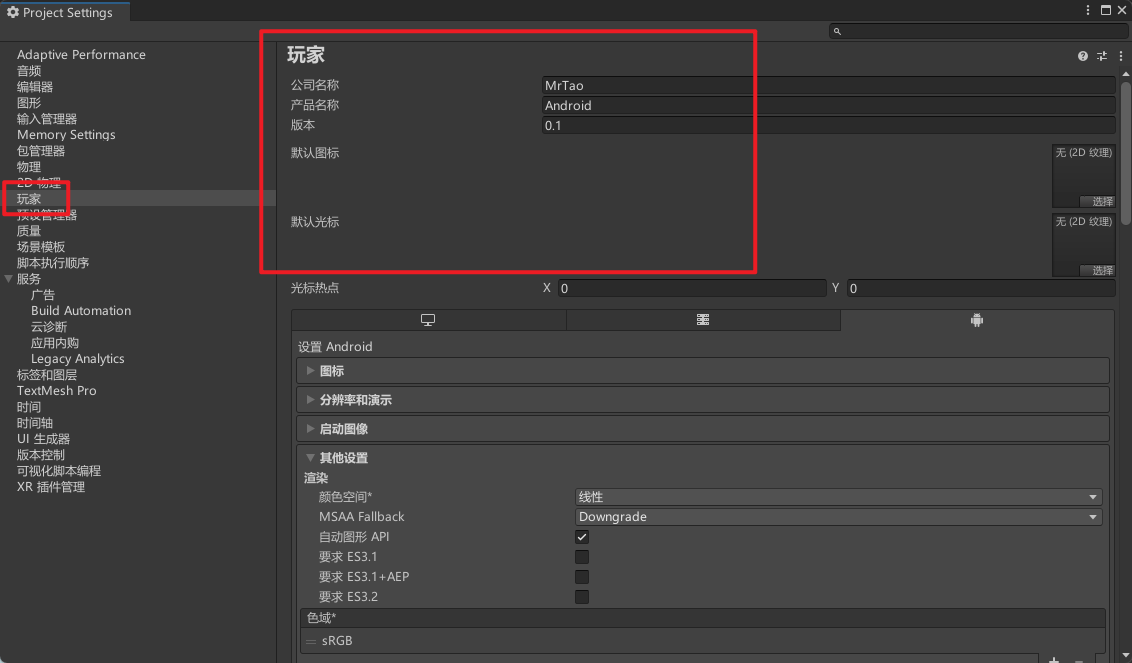 Project Settings
Adaptive Performance
音频
编辑器
图形
输入管理器
Memory Settings
包管理器
物理
2D 物理
玩家
预设管理器
质量
场景模板
脚本执行顺序
服务
广告
Build Automation
云诊断
应用内购
Legacy Analytics
标签和图层
TextMesh Pro
时间
时间轴
UI 生成器
版本控制
可视化脚本编程
XR 插件管理
玩家
公司名称 MrTao
产品名称 Android
版本 0.1
默认图标 无 (2D 纹理)
选择
默认光标 无 (2D 纹理)
选择
光标热点 X 0 Y 0
设置 Android
图标
分辨率和演示
启动图像
其他设置
渲染
颜色空间* 线性
MSAA Fallback Downgrade
自动图形 API
要求 ES3.1
要求 ES3.1+AEP
要求 ES3.2
色域*
sRGB